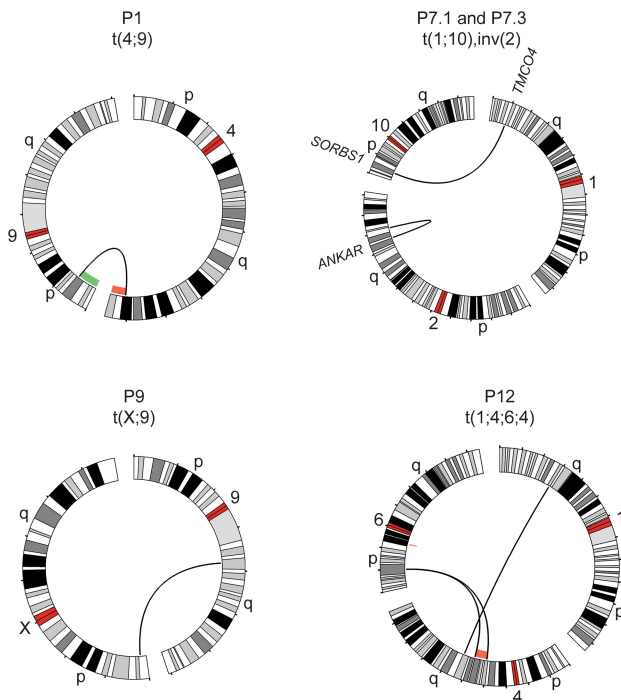 P1
t(4;9)
p
4
q
9
p
q
P7.1 and P7.3
t(1;10),inv(2)
TMCO4
q
10
q
p
SORBS1
1
ANKAR
p
q
2
p
P9
t(X;9)
p
9
q
q
X
p
P12
t(1;4;6;4)
q
q
1
6
p
p
q
4
p